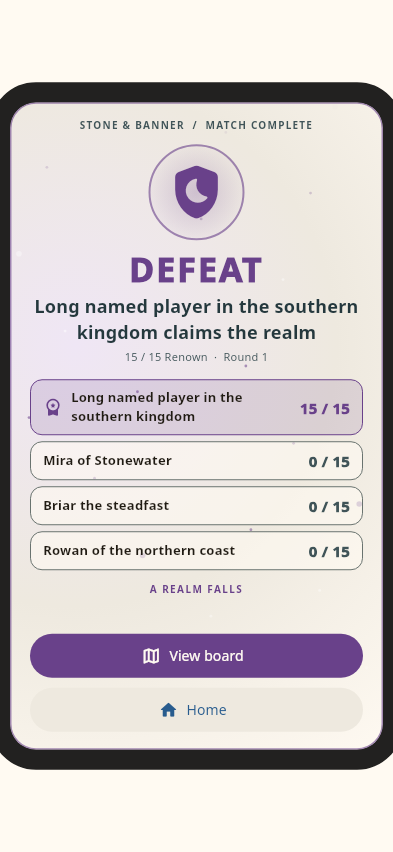 STONE & BANNER / MATCH COMPLETE
DEFEAT
Long named player in the southern
kingdom claims the realm
15 / 15 Renown · Round 1
Long named player in the
southern kingdom
15 / 15
Mira of Stonewater 0 / 15
Briar the steadfast 0 / 15
Rowan of the northern coast 0 / 15
A REALM FALLS
View board
Home